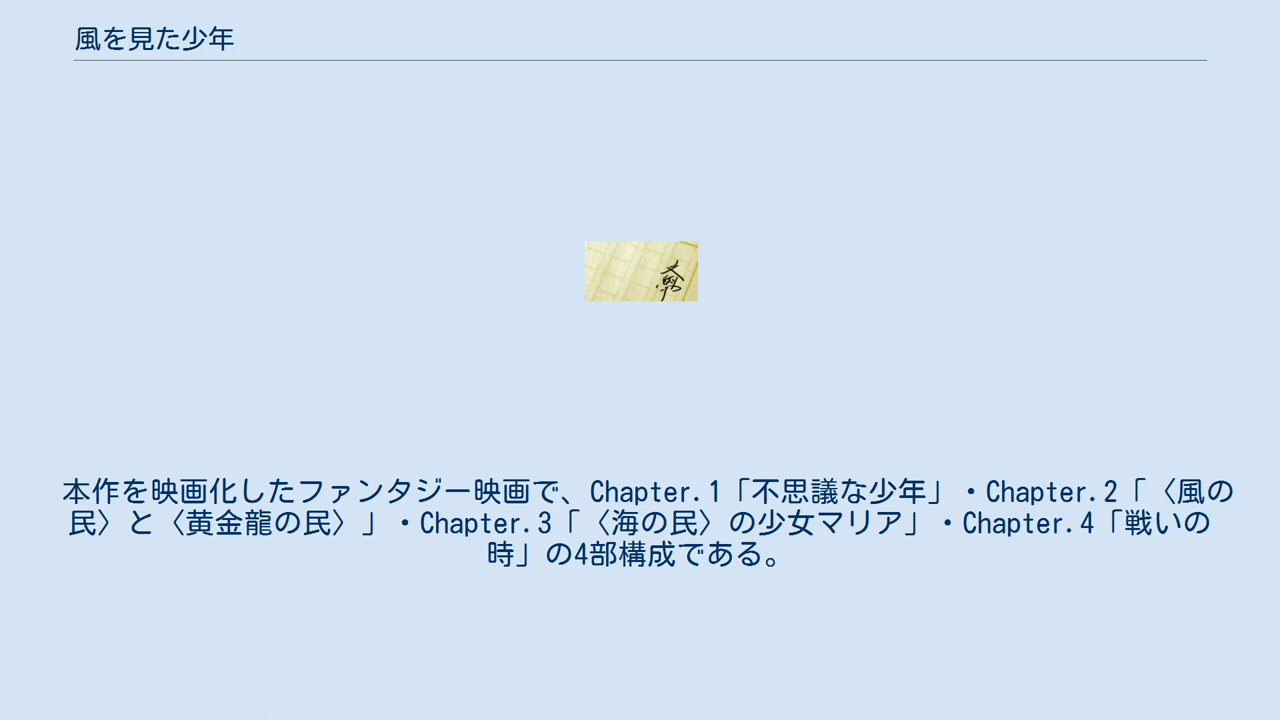 風を見た少年
本作を映画化したファンタジー映画で、Chapter.1「不思議な少年」・Chapter.2「〈風の
民〉と〈黄金龍の民〉」・Chapter.3「〈海の民〉の少女マリア」・Chapter.4「戦いの
時」の4部構成である。